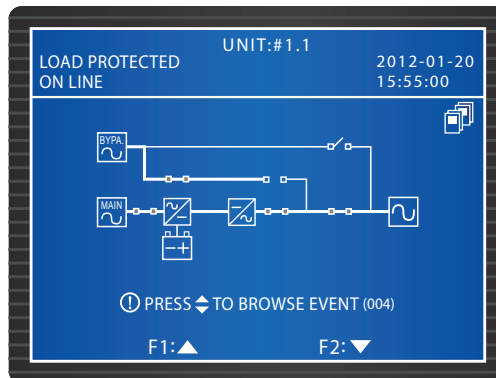 UNIT:#1.1
LOAD PROTECTED
ON LINE
2012-01-20
15:55:00
BYPA.
MAIN
PRESS TO BROWSE EVENT (004)
F1:
F2: